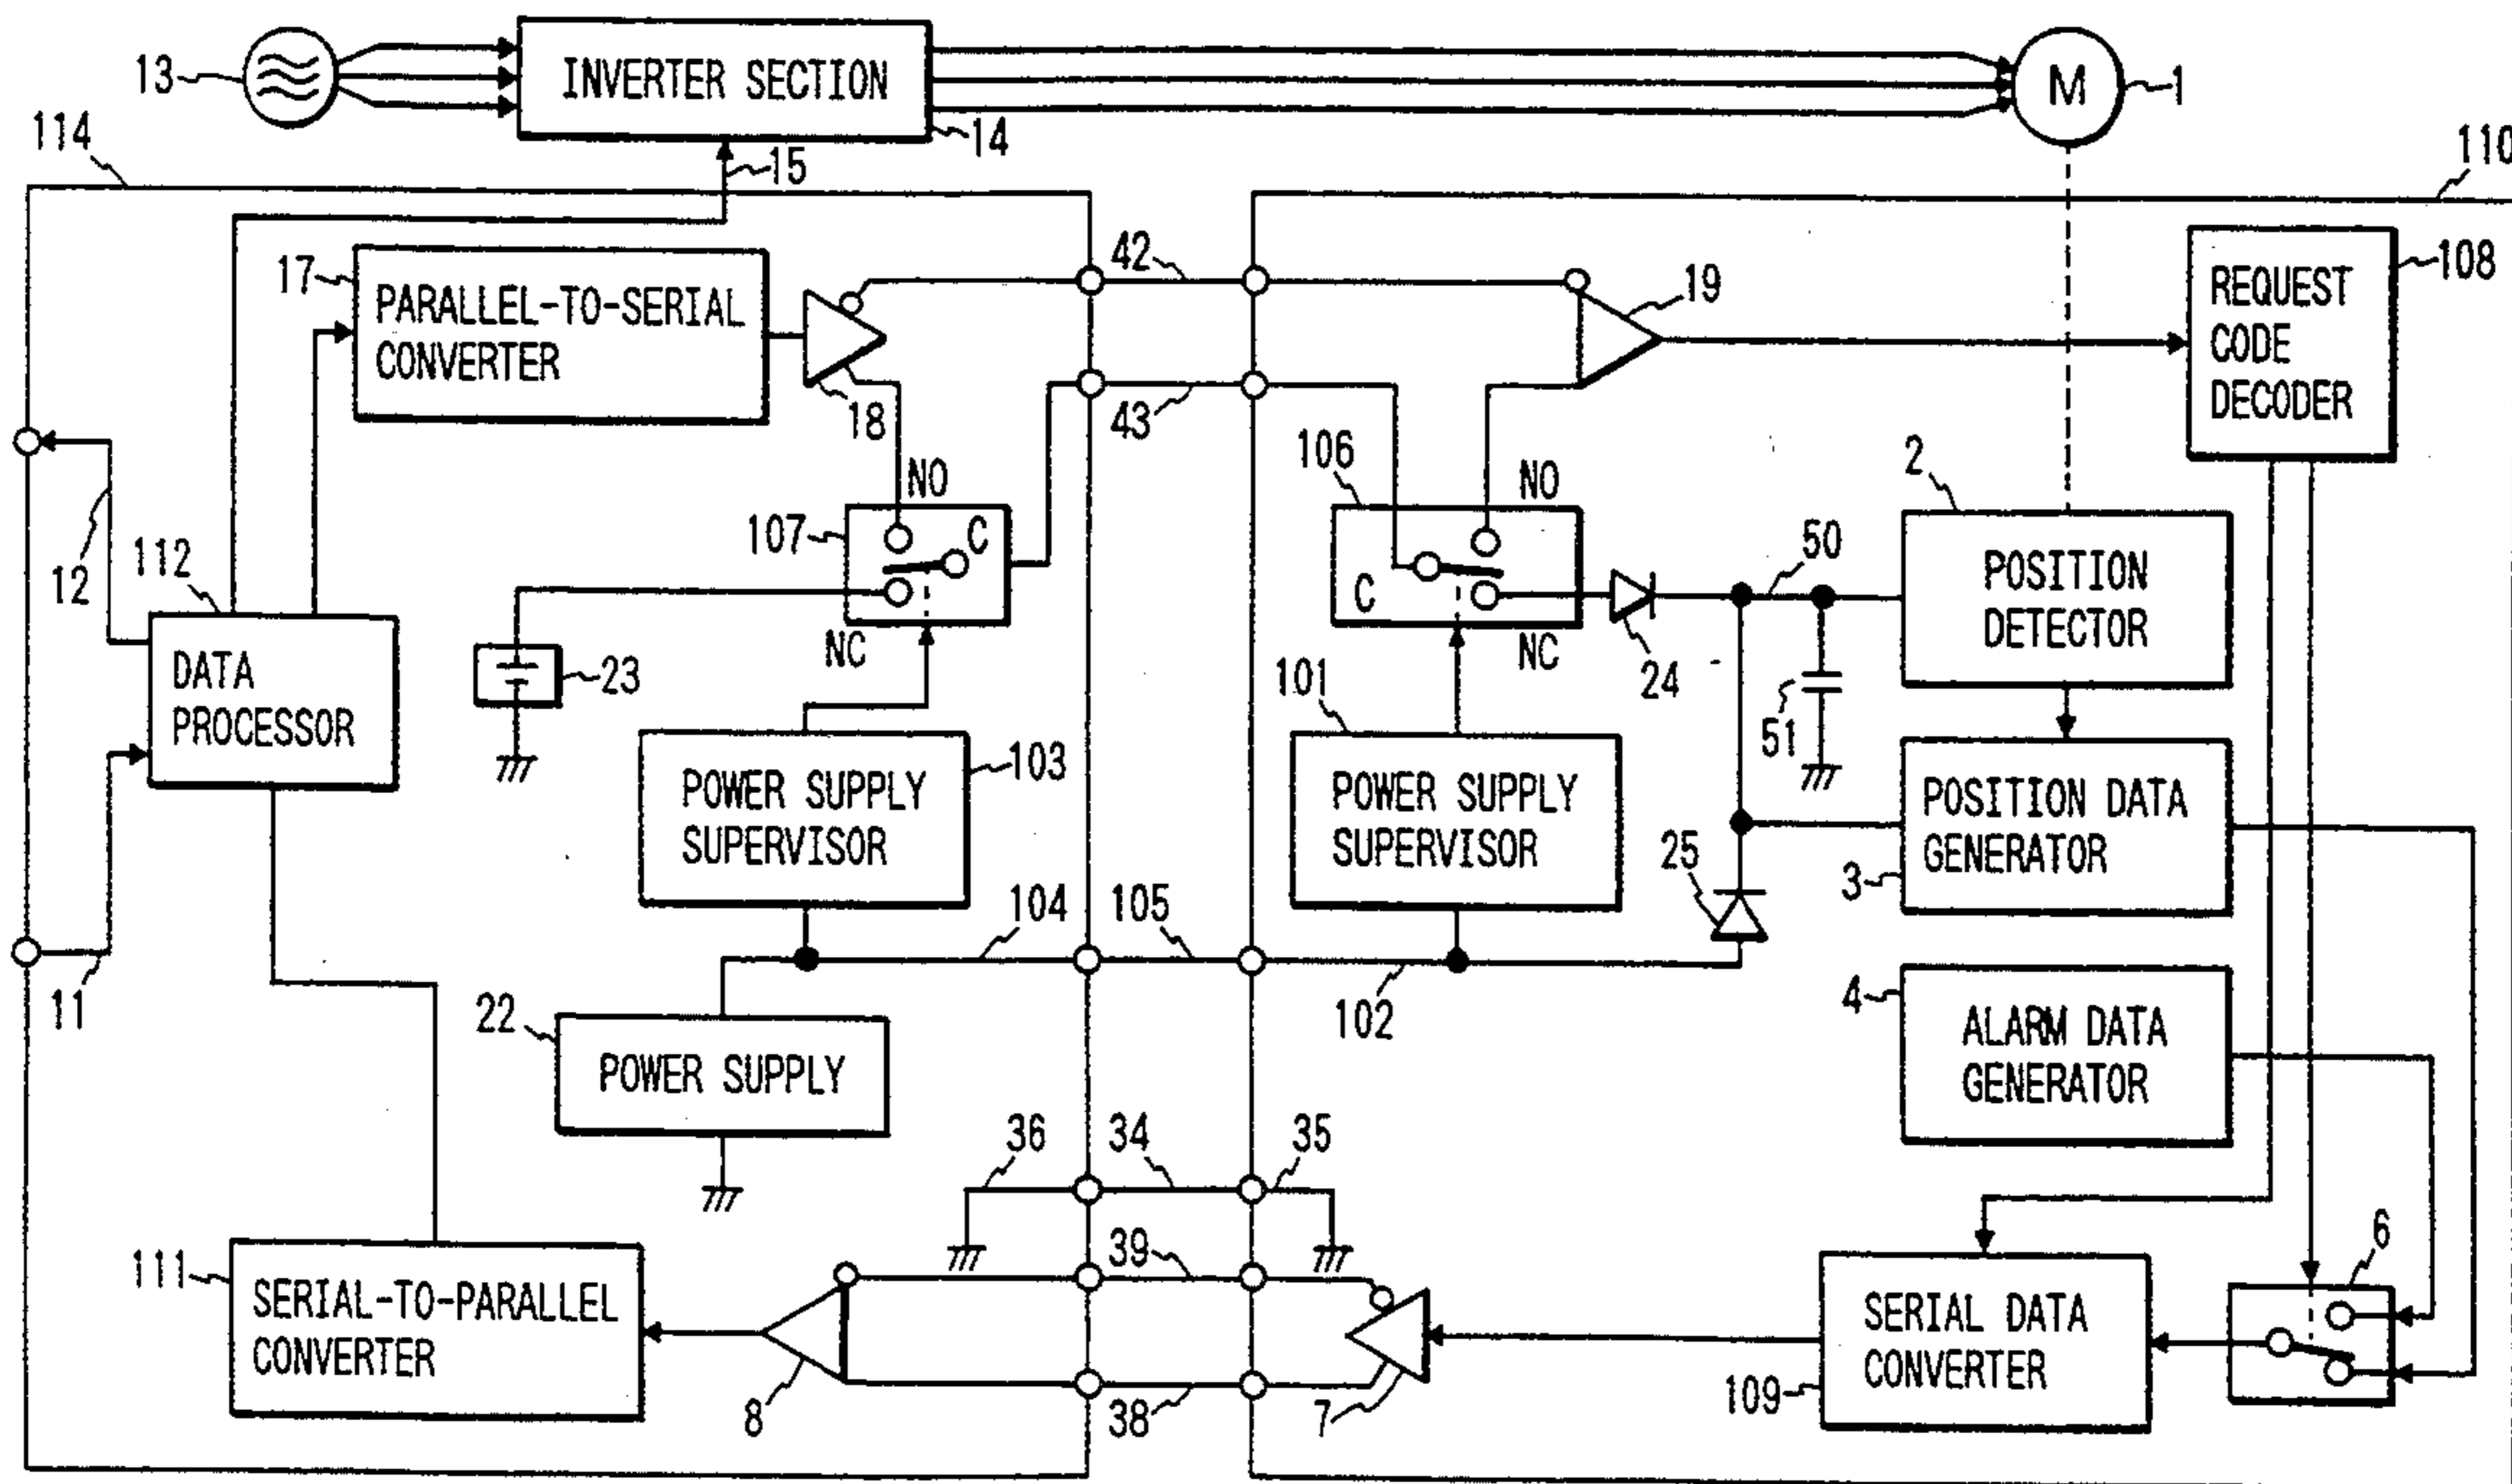 13
INVERTER SECTION
14
M
1
114
15
110
17
PARALLEL-TO-SERIAL
CONVERTER
18
42
43
19
REQUEST
CODE
DECODER
108
12
112
DATA
PROCESSOR
11
NO
107
C
NC
23
106
NO
C
NC
24
50
51
2
POSITION
DETECTOR
POWER SUPPLY
SUPERVISOR
103
101
POWER SUPPLY
SUPERVISOR
25
POSITION DATA
GENERATOR
3
104
105
102
22
POWER SUPPLY
4
ALARM DATA
GENERATOR
36
34
35
111
SERIAL-TO-PARALLEL
CONVERTER
8
39
38
7
SERIAL DATA
CONVERTER
109
6